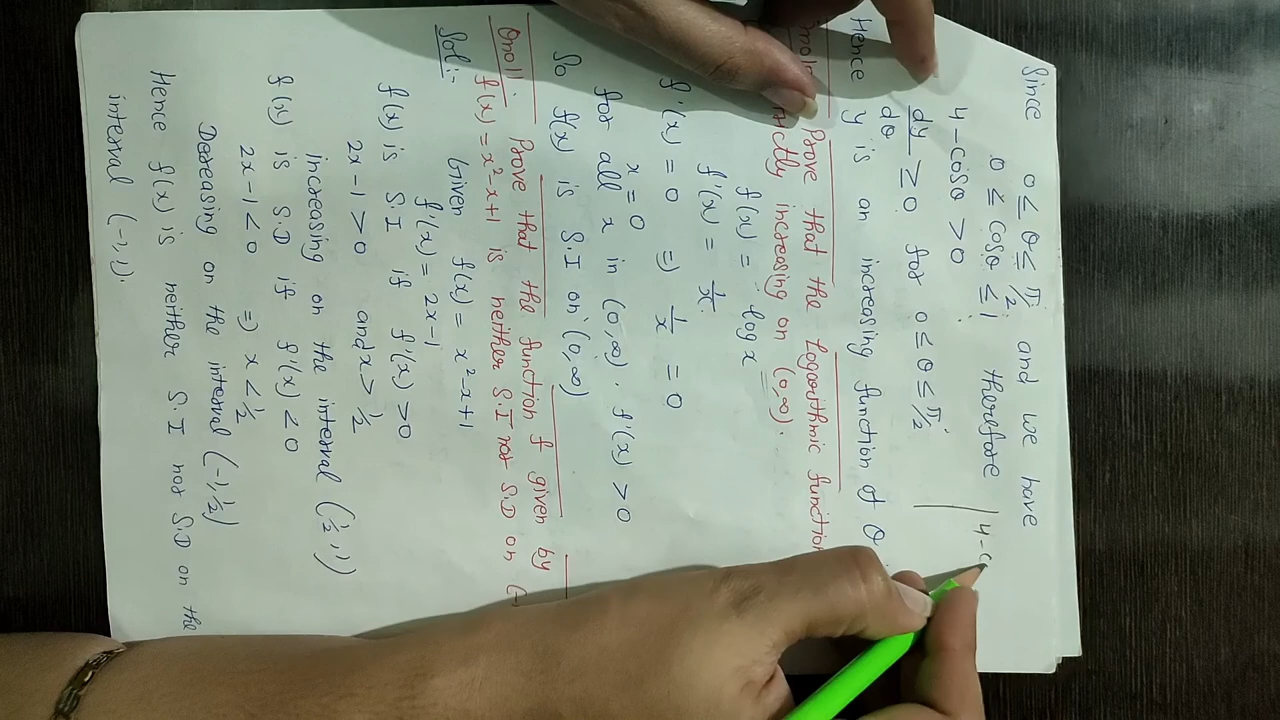 Since 0 ≤ θ ≤ π/2 and we have
0 ≤ cosθ ≤ 1 therefore
4-cosθ > 0 | 4-c
dy/dθ ≥ 0 for 0 ≤ θ ≤ π/2
Hence y is an increasing function of θ
Prove that the Logarithmic function
increasing on (0,∞).
f(x) = log x
f'(x) = 1/x
f'(x) = 0 => 1/x = 0
x = 0
for all x in (0,∞). f'(x) > 0
So f(x) is S.I on (0,∞)
Prove that the function f given by
f(x) = x²-x+1 is neither S.I not S.D on (-
Sol:-
Given f(x) = x²-x+1
f'(x) = 2x-1
f(x) is S.I if f'(x) > 0
2x-1 > 0 and x > 1/2
increasing on the interval (1/2, 1)
f(x) is S.D if f'(x) < 0
2x-1 < 0 => x < 1/2
Decreasing on the interval (-1, 1/2)
Hence f(x) is neither S.I not S.D on the
interval (-1,1).